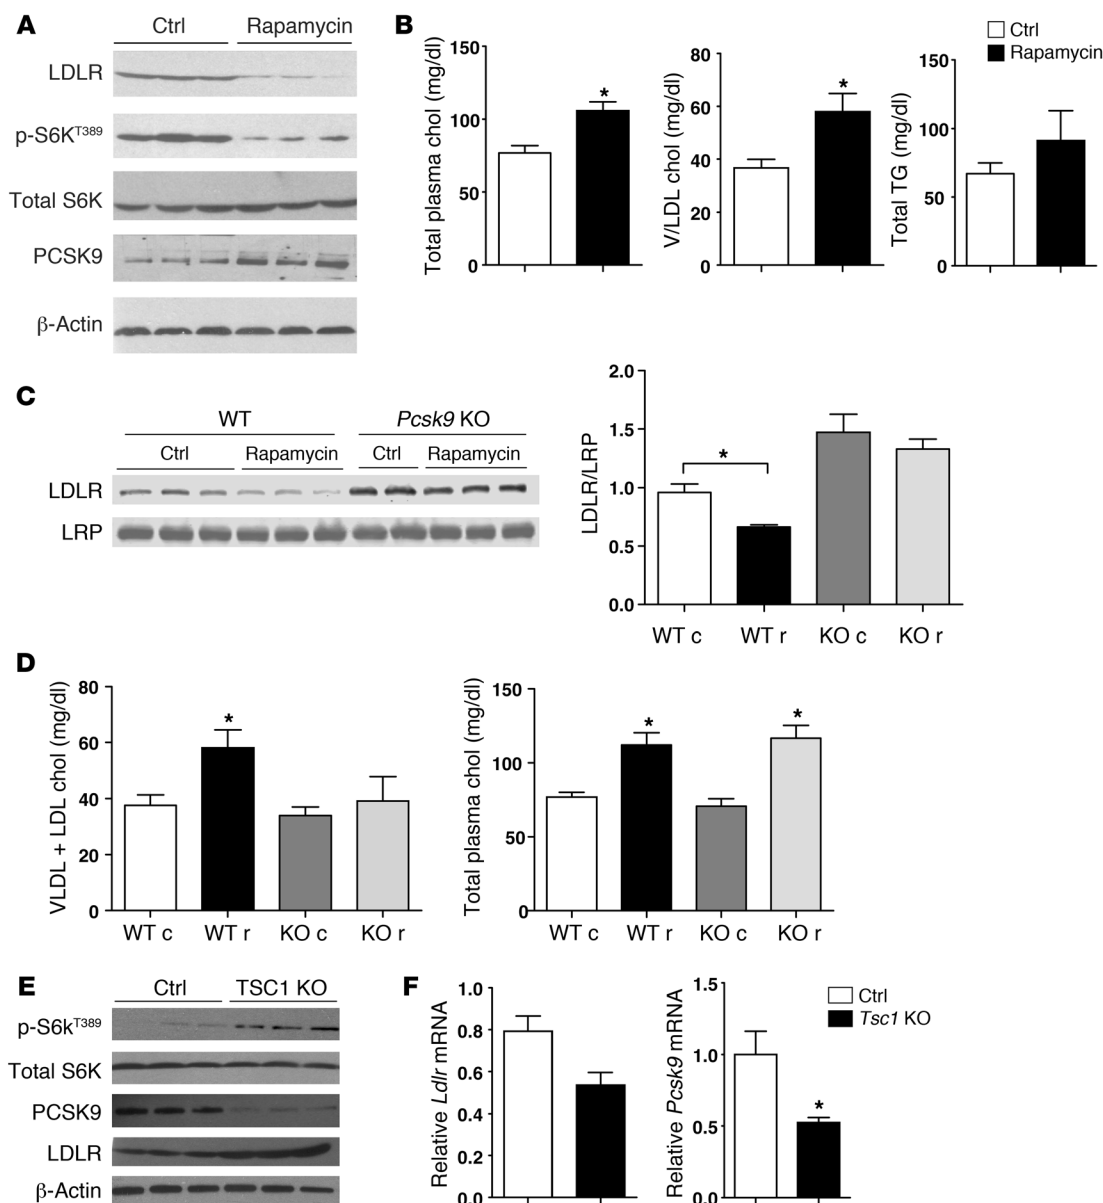 A
Ctrl Rapamycin
LDLR
p-S6K^T389
Total S6K
PCSK9
β-Actin
B
Ctrl
Rapamycin
Total plasma chol (mg/dl)
150
100
50
0
*
V/LDL chol (mg/dl)
80
60
40
20
0
*
Total TG (mg/dl)
150
100
50
0
C
WT Pcsk9 KO
Ctrl Rapamycin Ctrl Rapamycin
LDLR
LRP
LDLR/LRP
2.0
1.5
1.0
0.5
0.0
*
WT c WT r KO c KO r
D
VLDL + LDL chol (mg/dl)
80
60
40
20
0
*
WT c WT r KO c KO r
Total plasma chol (mg/dl)
150
100
50
0
* *
WT c WT r KO c KO r
E
Ctrl TSC1 KO
p-S6k^T389
Total S6K
PCSK9
LDLR
β-Actin
F
Relative Ldlr mRNA
1.0
0.8
0.6
0.4
0.2
0.0
Relative Pcsk9 mRNA
1.5
1.0
0.5
0.0
*
Ctrl
Tsc1 KO